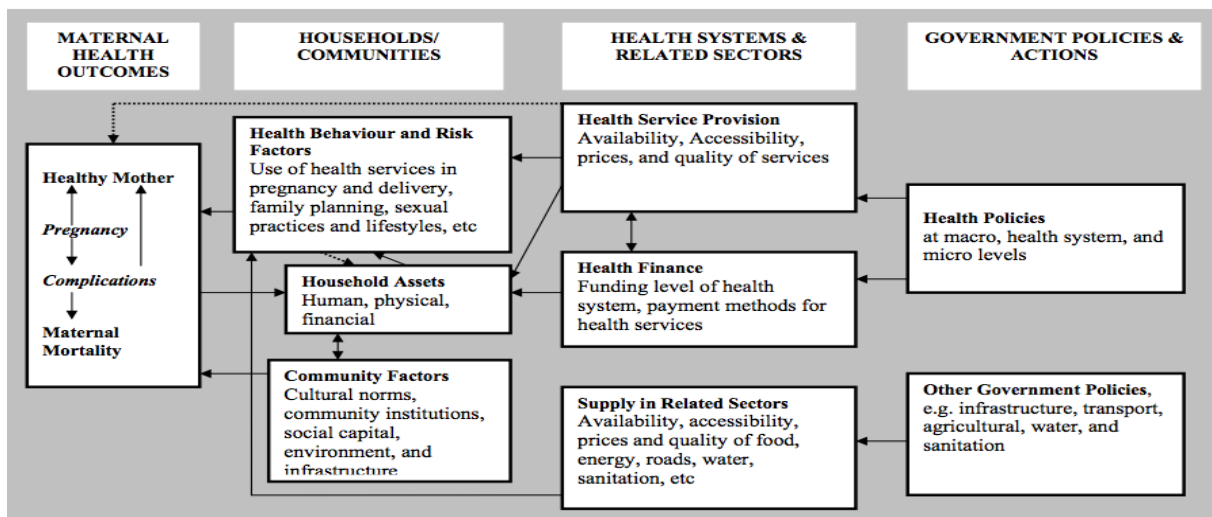 MATERNAL
HEALTH
OUTCOMES
HOUSEHOLDS/
COMMUNITIES
HEALTH SYSTEMS &
RELATED SECTORS
GOVERNMENT POLICIES &
ACTIONS
Healthy Mother
Pregnancy
Complications
Maternal
Mortality
Health Behaviour and Risk
Factors
Use of health services in
pregnancy and delivery,
family planning, sexual
practices and lifestyles, etc
Household Assets
Human, physical,
financial
Community Factors
Cultural norms,
community institutions,
social capital,
environment, and
infrastructure
Health Service Provision
Availability, Accessibility,
prices, and quality of services
Health Finance
Funding level of health
system, payment methods for
health services
Supply in Related Sectors
Availability, accessibility,
prices and quality of food,
energy, roads, water,
sanitation, etc
Health Policies
at macro, health system, and
micro levels
Other Government Policies,
e.g. infrastructure, transport,
agricultural, water, and
sanitation